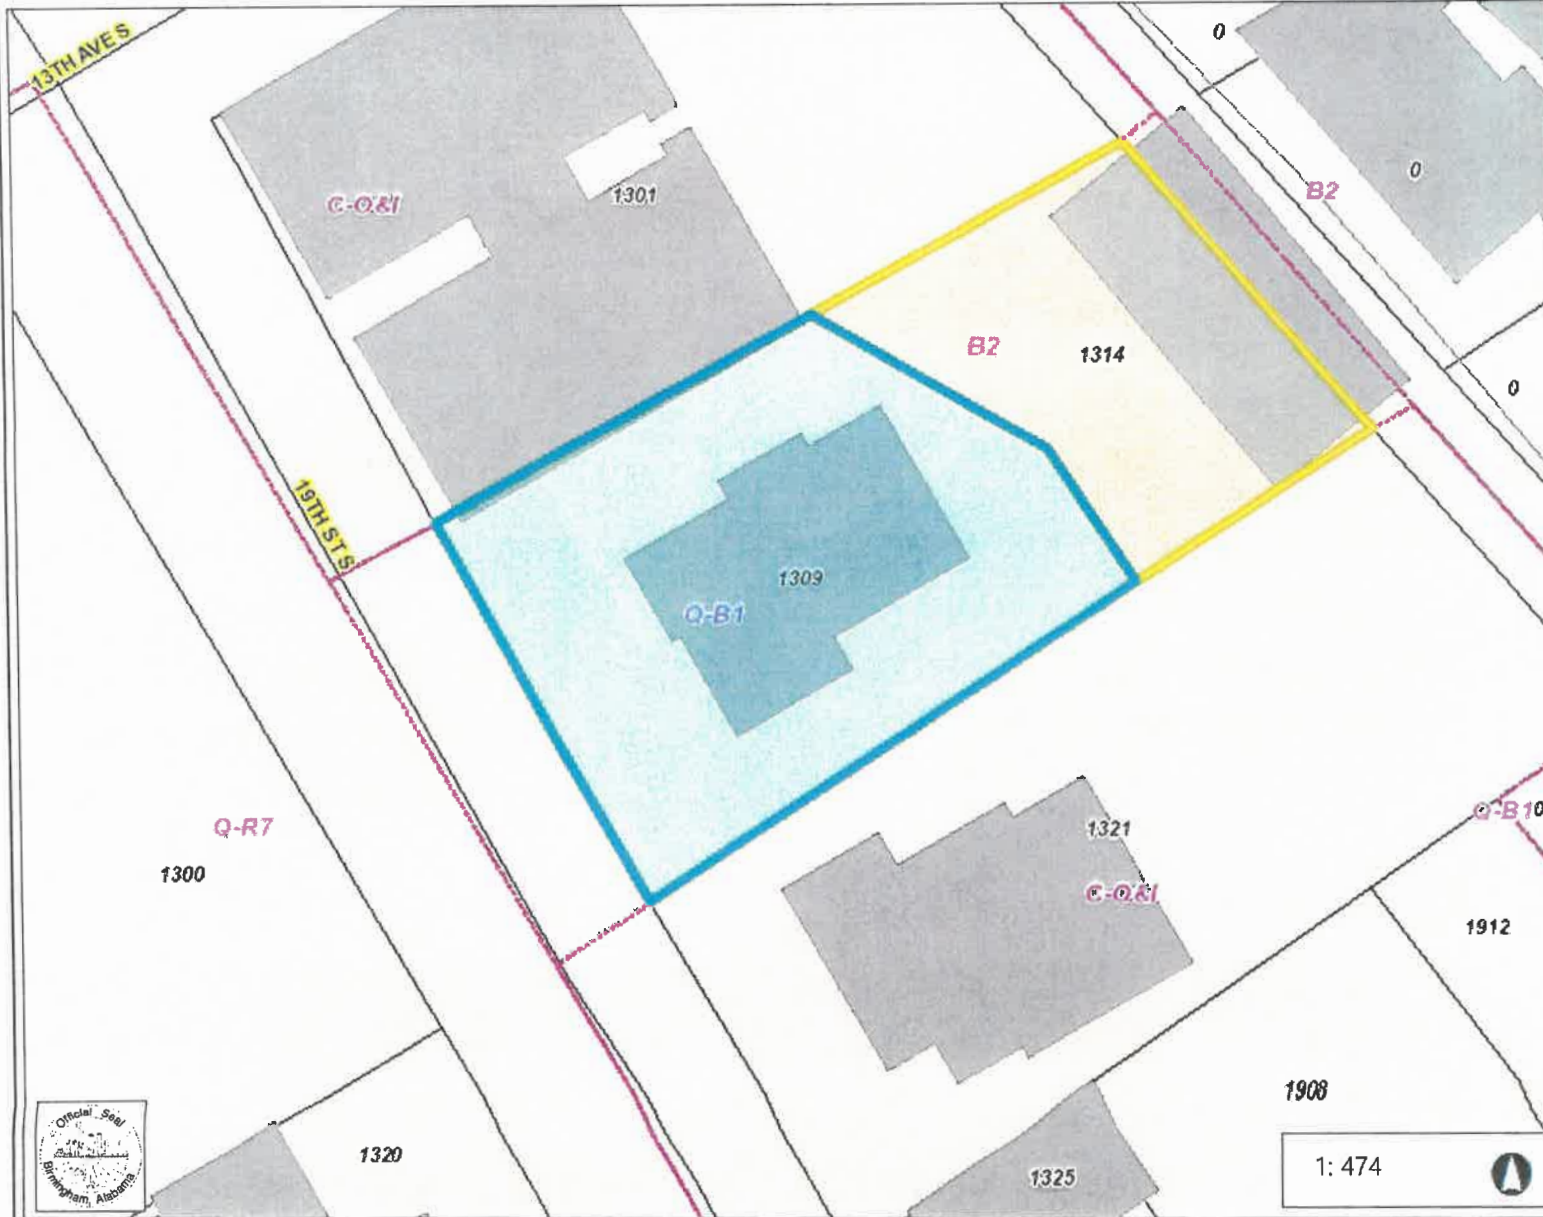 13TH AVE S
0
C-O&I
1301
0
B2
B2
1314
0
19TH ST S
1309
Q-B1
Q-R7
1300
1321
Q-B10
C-O&I
1912
1908
Official Seal
Birmingham, Alabama
1320
1325
1: 474